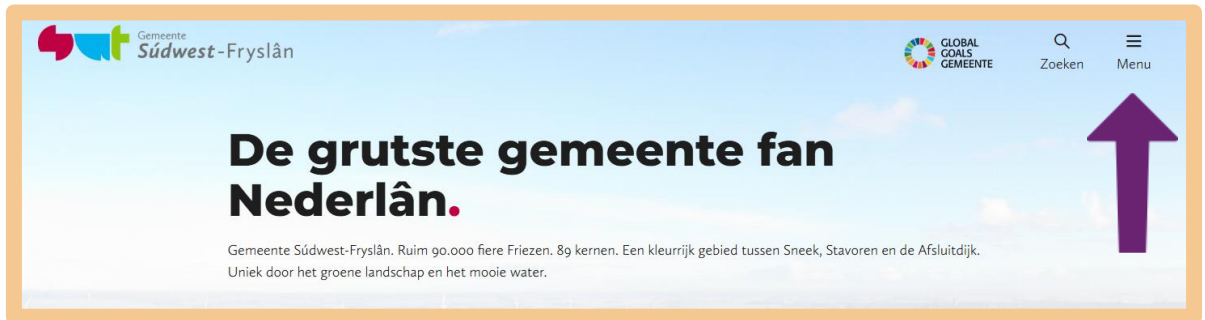 Gemeente
Súdwest-Fryslân
GLOBAL
GOALS
GEMEENTE
Zoeken
Menu
De grutste gemeente fan
Nederlân.
Gemeente Súdwest-Fryslân. Ruim 90.000 fiere Friezen. 89 kernen. Een kleurrijk gebied tussen Sneek, Stavoren en de Afsluitdijk.
Uniek door het groene landschap en het mooie water.